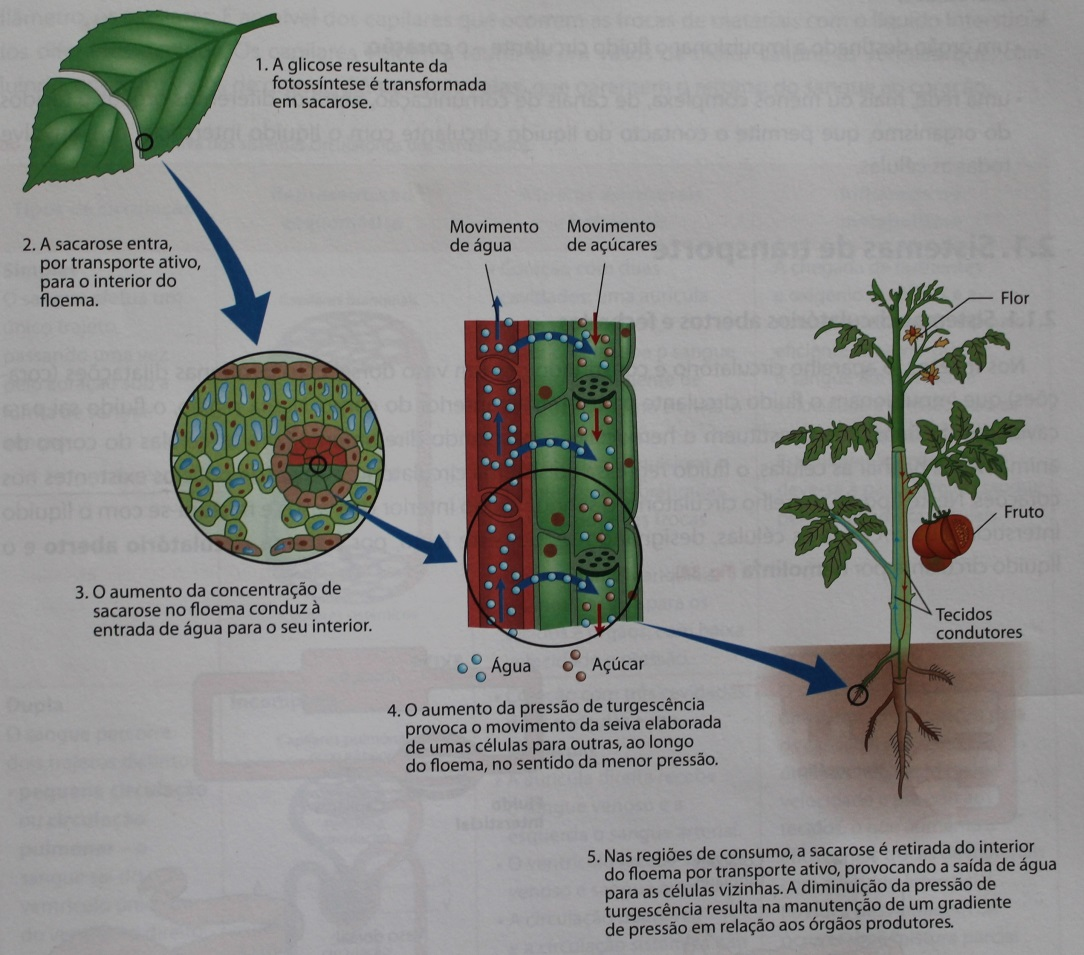 1. A glicose resultante da
fotossíntese é transformada
em sacarose.
2. A sacarose entra,
por transporte ativo,
para o interior do
floema.
Movimento
de água
Movimento
de açúcares
Flor
Fruto
Tecidos
condutores
3. O aumento da concentração de
sacarose no floema conduz à
entrada de água para o seu interior.
Água
Açúcar
4. O aumento da pressão de turgescência
provoca o movimento da seiva elaborada
de umas células para outras, ao longo
do floema, no sentido da menor pressão.
5. Nas regiões de consumo, a sacarose é retirada do interior
do floema por transporte ativo, provocando a saída de água
para as células vizinhas. A diminuição da pressão de
turgescência resulta na manutenção de um gradiente
de pressão em relação aos órgãos produtores.